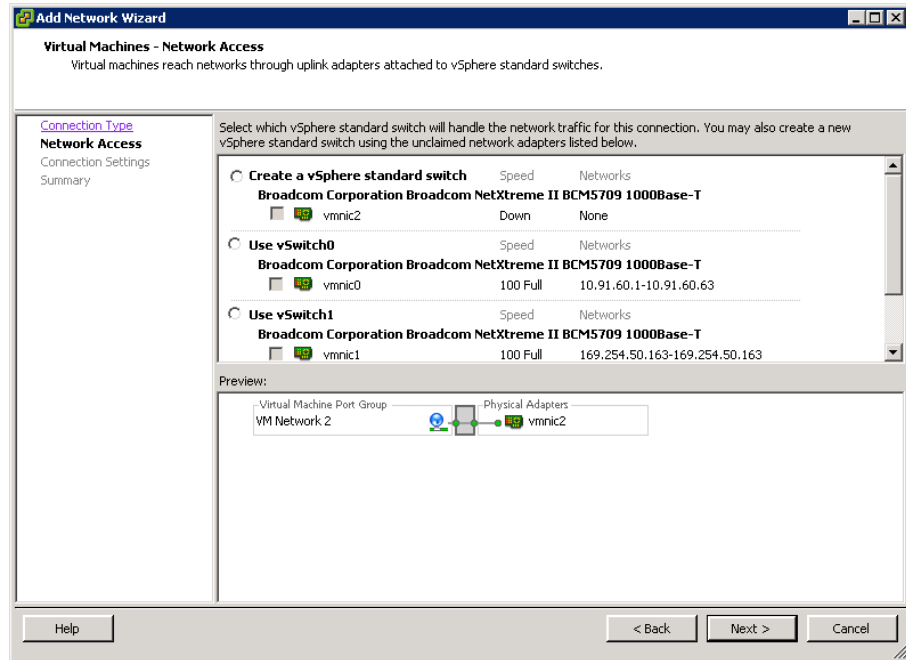 Add Network Wizard
Virtual Machines - Network Access
Virtual machines reach networks through uplink adapters attached to vSphere standard switches.
Connection Type
Network Access
Connection Settings
Summary
Select which vSphere standard switch will handle the network traffic for this connection. You may also create a new
vSphere standard switch using the unclaimed network adapters listed below.
Create a vSphere standard switch Speed Networks
Broadcom Corporation Broadcom NetXtreme II BCM5709 1000Base-T
vmnic2 Down None
Use vSwitch0 Speed Networks
Broadcom Corporation Broadcom NetXtreme II BCM5709 1000Base-T
vmnic0 100 Full 10.91.60.1-10.91.60.63
Use vSwitch1 Speed Networks
Broadcom Corporation Broadcom NetXtreme II BCM5709 1000Base-T
vmnic1 100 Full 169.254.50.163-169.254.50.163
Preview:
Virtual Machine Port Group Physical Adapters
VM Network 2 vmnic2
Help < Back Next > Cancel